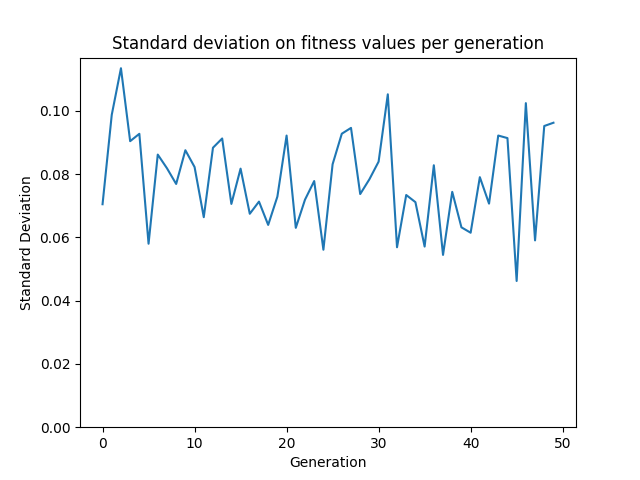 Standard deviation on fitness values per generation
0.10
0.08
0.06
0.04
0.02
0.00
Standard Deviation
0 10 20 30 40 50
Generation